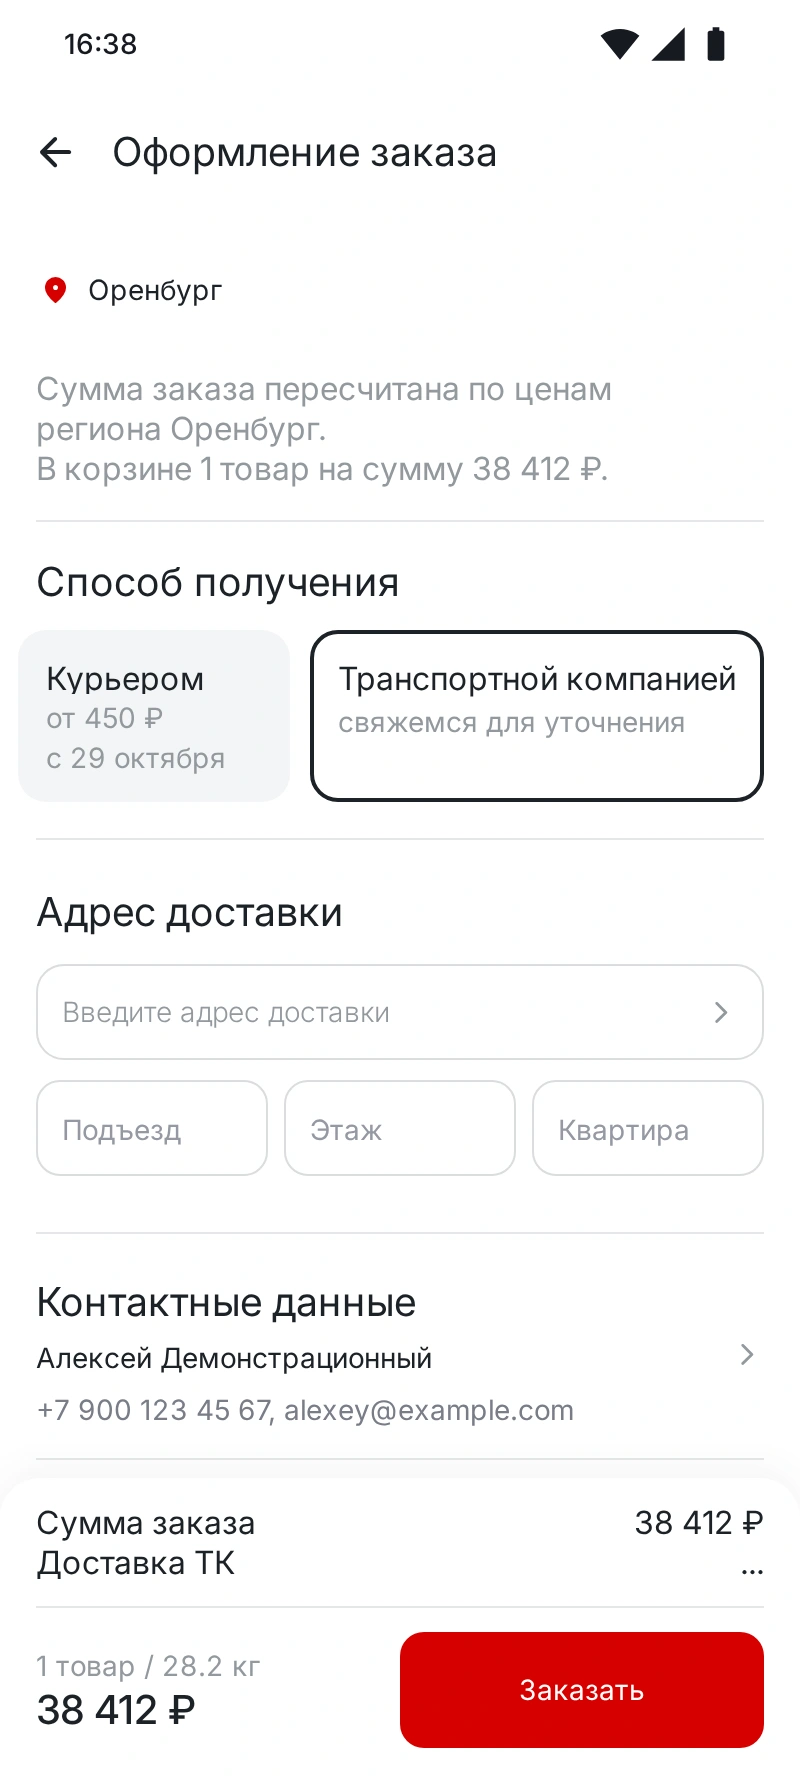 16:38
Оформление заказа
Оренбург
Сумма заказа пересчитана по ценам
региона Оренбург.
В корзине 1 товар на сумму 38 412 ₽.
Способ получения
Курьером
от 450 ₽
с 29 октября
Транспортной компанией
свяжемся для уточнения
Адрес доставки
Введите адрес доставки
Подъезд
Этаж
Квартира
Контактные данные
Алексей Демонстрационный
+7 900 123 45 67, alexey@example.com
Сумма заказа 38 412 ₽
Доставка ТК ...
1 товар / 28.2 кг
38 412 ₽
Заказать